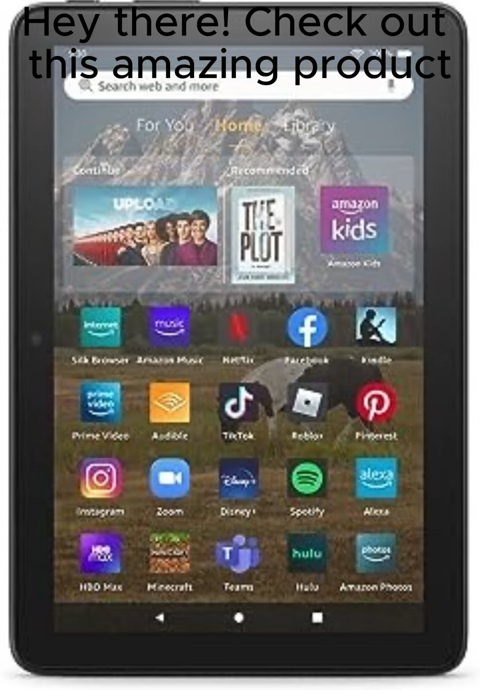 Hey there! Check out
this amazing product
Search web and more
For You Home Library
Continue Recommended
UPLOAD
THE
PLOT
amazon
kids
Amazon Kids
internet music
Silk Browser Amazon Music Netflix Facebook Kindle
prime
video
Prime Video Audible TikTok Roblox Pinterest
Disney+ alexa
Instagram Zoom Disney+ Spotify Alexa
HBO
max MINECRAFT T hulu photos
HBO Max Minecraft Teams Hulu Amazon Photos